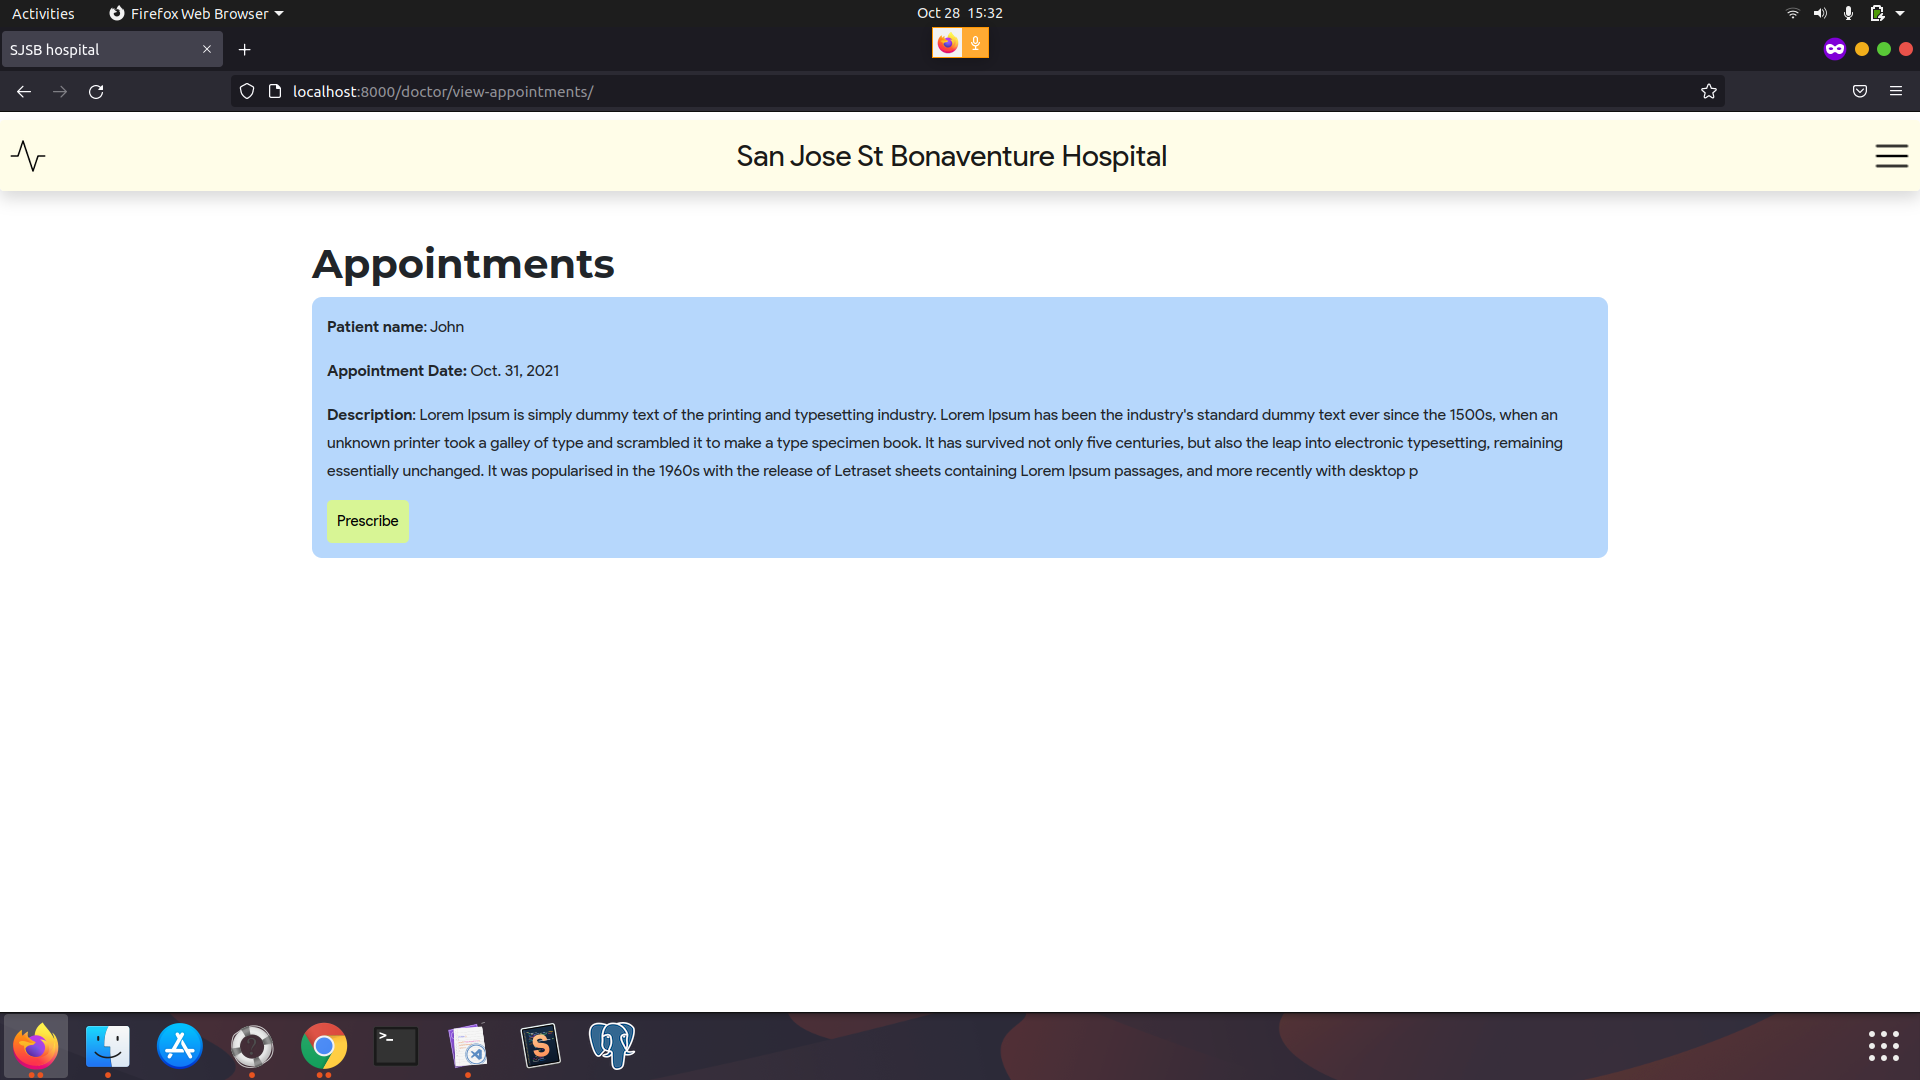 Activities
Firefox Web Browser
Oct 28 15:32
SJSB hospital
localhost:8000/doctor/view-appointments/
San Jose St Bonaventure Hospital
Appointments
Patient name: John
Appointment Date: Oct. 31, 2021
Description: Lorem Ipsum is simply dummy text of the printing and typesetting industry. Lorem Ipsum has been the industry's standard dummy text ever since the 1500s, when an
unknown printer took a galley of type and scrambled it to make a type specimen book. It has survived not only five centuries, but also the leap into electronic typesetting, remaining
essentially unchanged. It was popularised in the 1960s with the release of Letraset sheets containing Lorem Ipsum passages, and more recently with desktop p
Prescribe